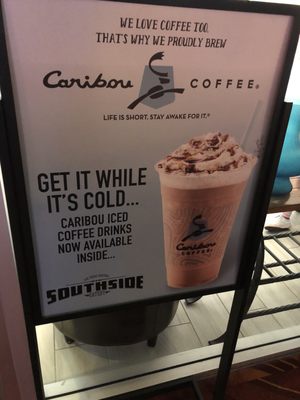 WE LOVE COFFEE TOO,
THAT'S WHY WE PROUDLY BREW
Caribou COFFEE®
LIFE IS SHORT. STAY AWAKE FOR IT.®
GET IT WHILE
IT'S COLD...
CARIBOU ICED
COFFEE DRINKS
NOW AVAILABLE
INSIDE...
SOUTHSIDE
Caribou
COFFEE